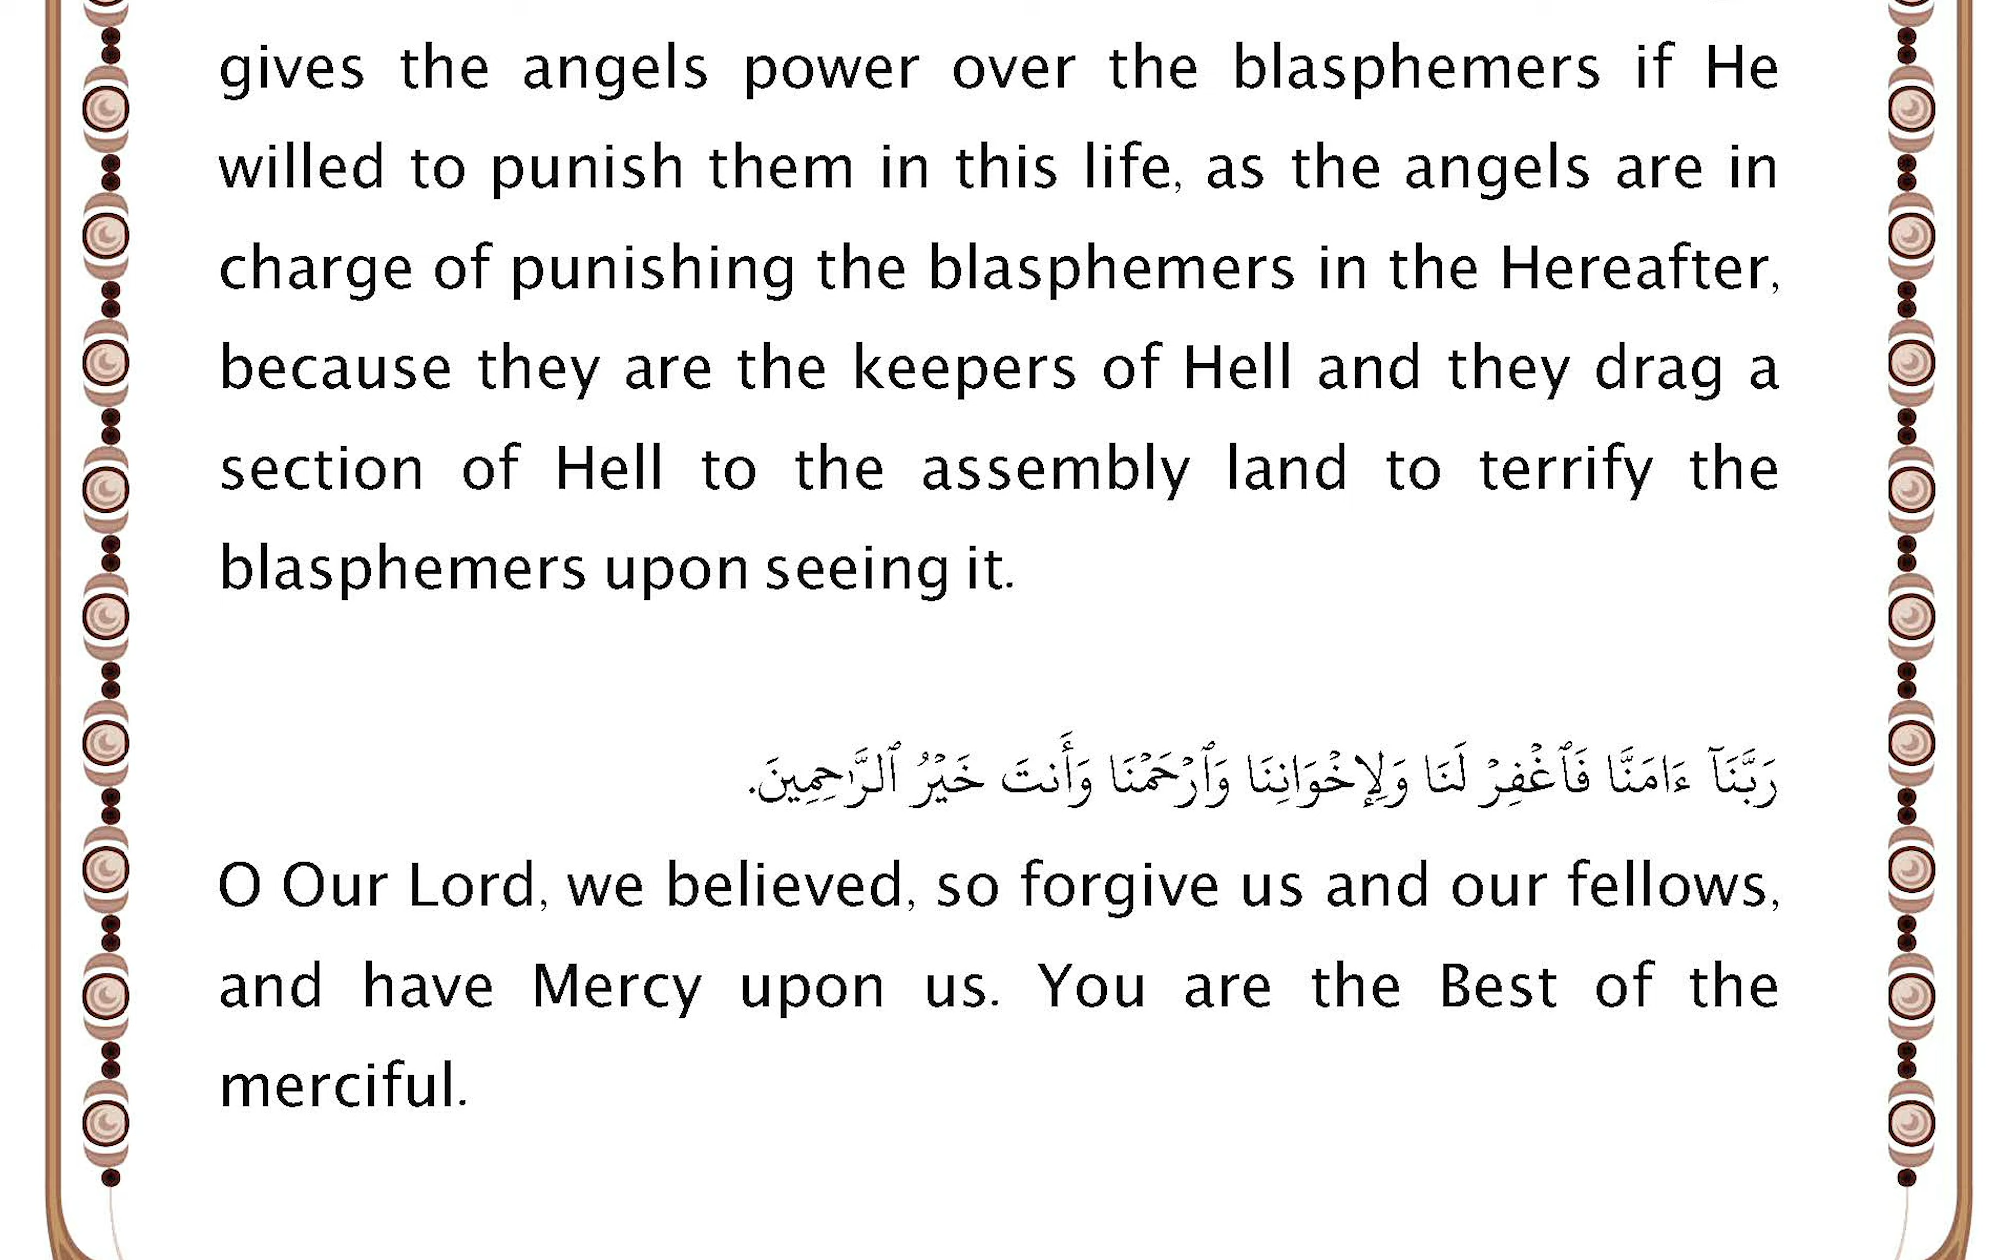 gives the angels power over the blasphemers if He
willed to punish them in this life, as the angels are in
charge of punishing the blasphemers in the Hereafter,
because they are the keepers of Hell and they drag a
section of Hell to the assembly land to terrify the
blasphemers upon seeing it.
رَبَّنَآ ءَامَنَّا فَٱغْفِرْ لَنَا وَلِإِخْوَانِنَا وَٱرْحَمْنَا وَأَنتَ خَيْرُ ٱلرَّٰحِمِينَ.
O Our Lord, we believed, so forgive us and our fellows,
and have Mercy upon us. You are the Best of the
merciful.